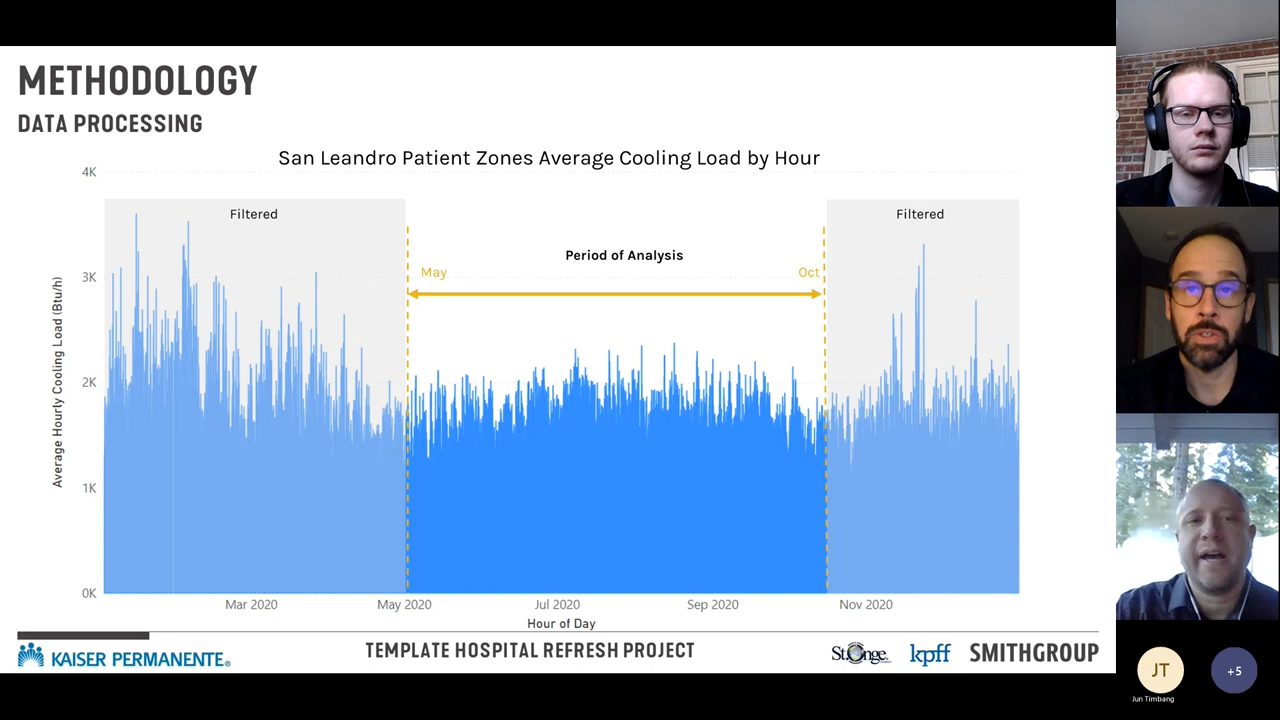 METHODOLOGY
DATA PROCESSING
San Leandro Patient Zones Average Cooling Load by Hour
4K
3K
2K
1K
0K
Average Hourly Cooling Load (Btu/h)
Filtered
Period of Analysis
May
Oct
Filtered
Mar 2020
May 2020
Jul 2020
Sep 2020
Nov 2020
Hour of Day
KAISER PERMANENTE®
TEMPLATE HOSPITAL REFRESH PROJECT
St.Onge
kpff
SMITHGROUP
JT
+5
Jun Timbang